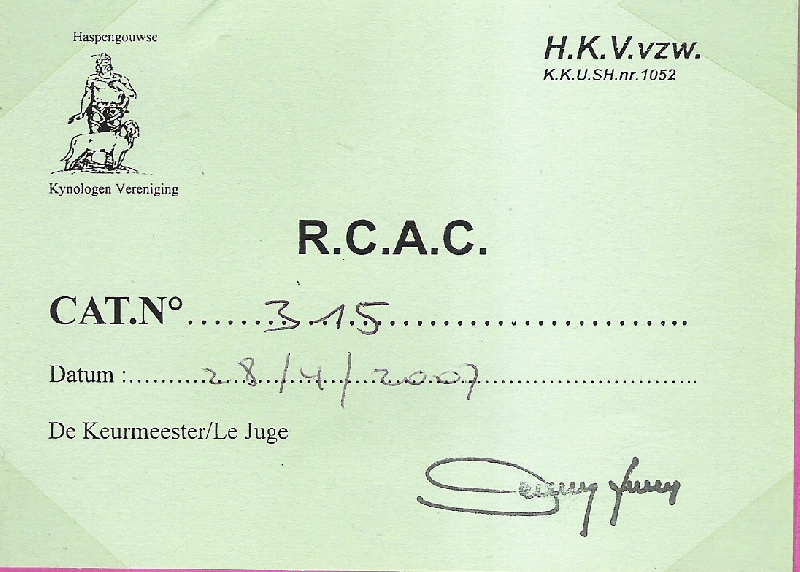 Haspengouwse
H.K.V.vzw.
K.K.U.SH.nr.1052
Kynologen Vereniging
R.C.A.C.
CAT.N°......315......................
Datum :..........28/4/2007................................
De Keurmeester/Le Juge